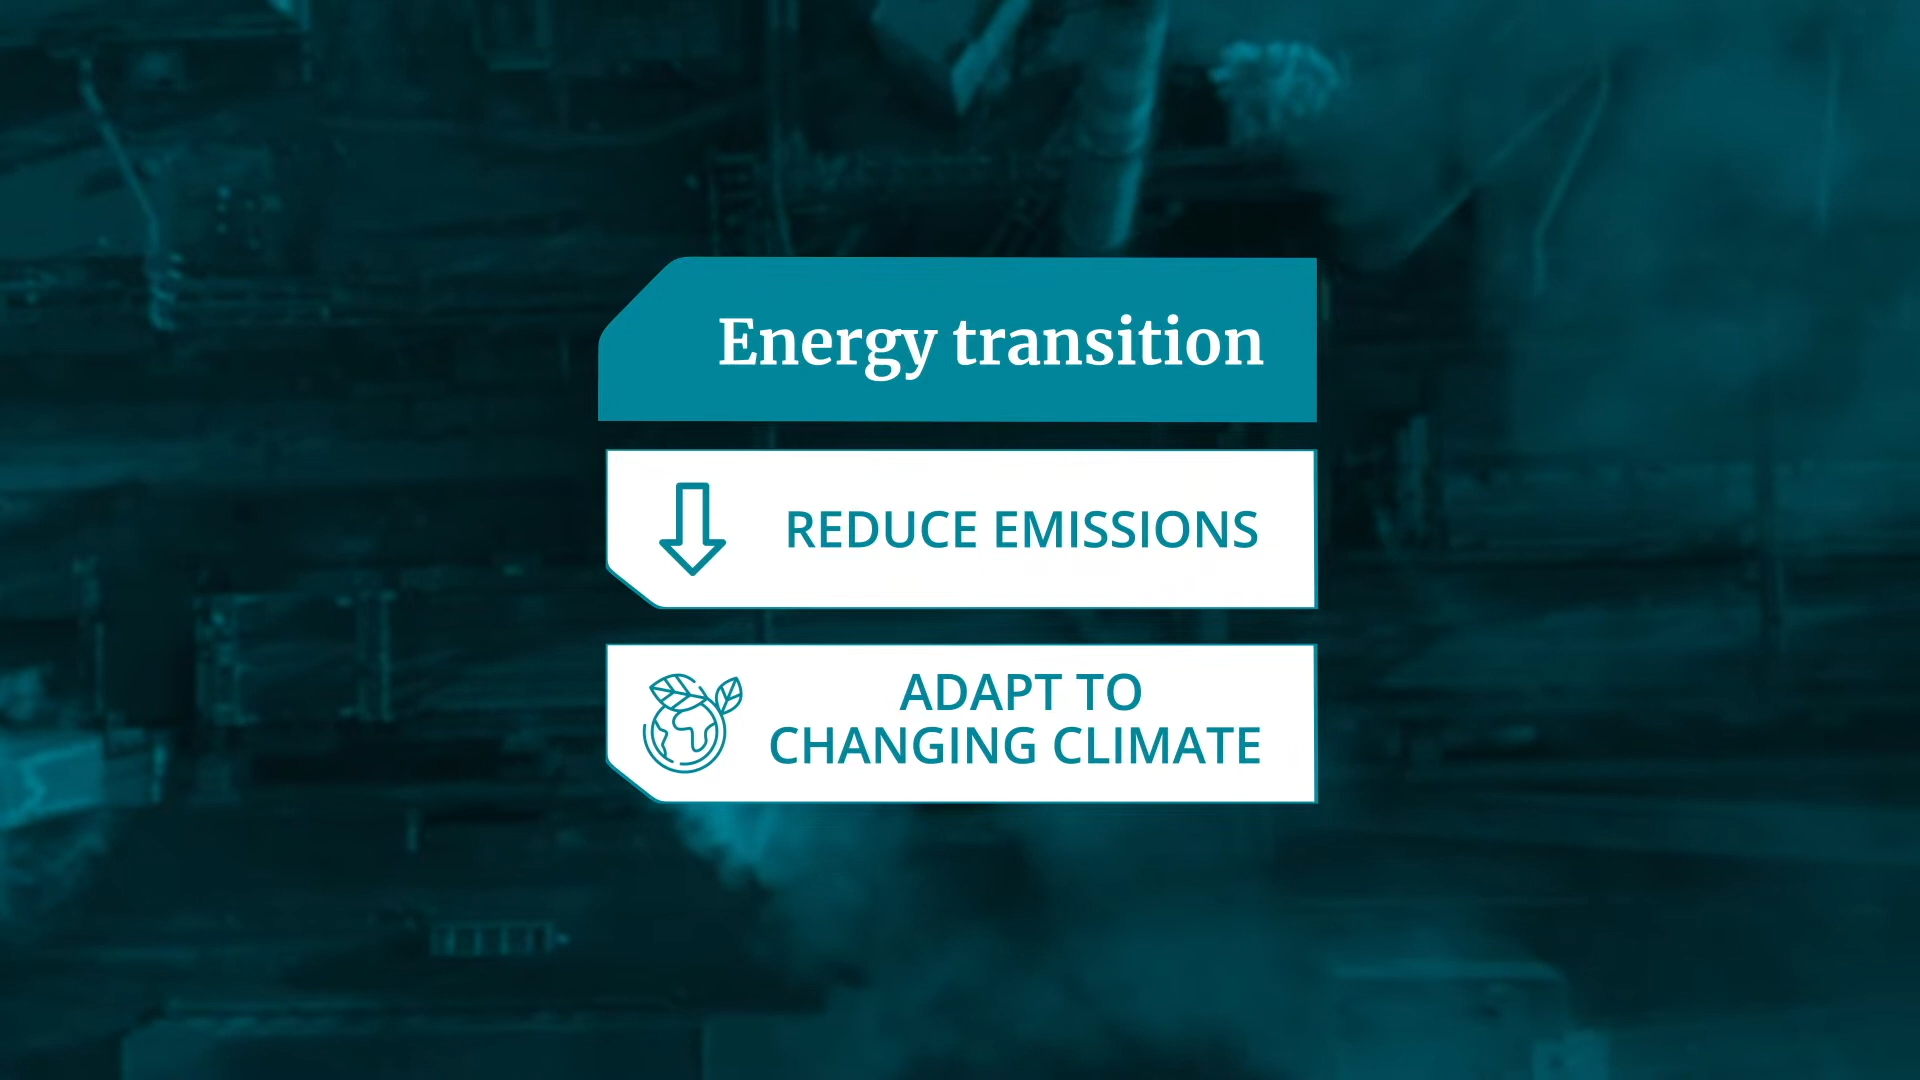 Energy transition
REDUCE EMISSIONS
ADAPT TO
CHANGING CLIMATE